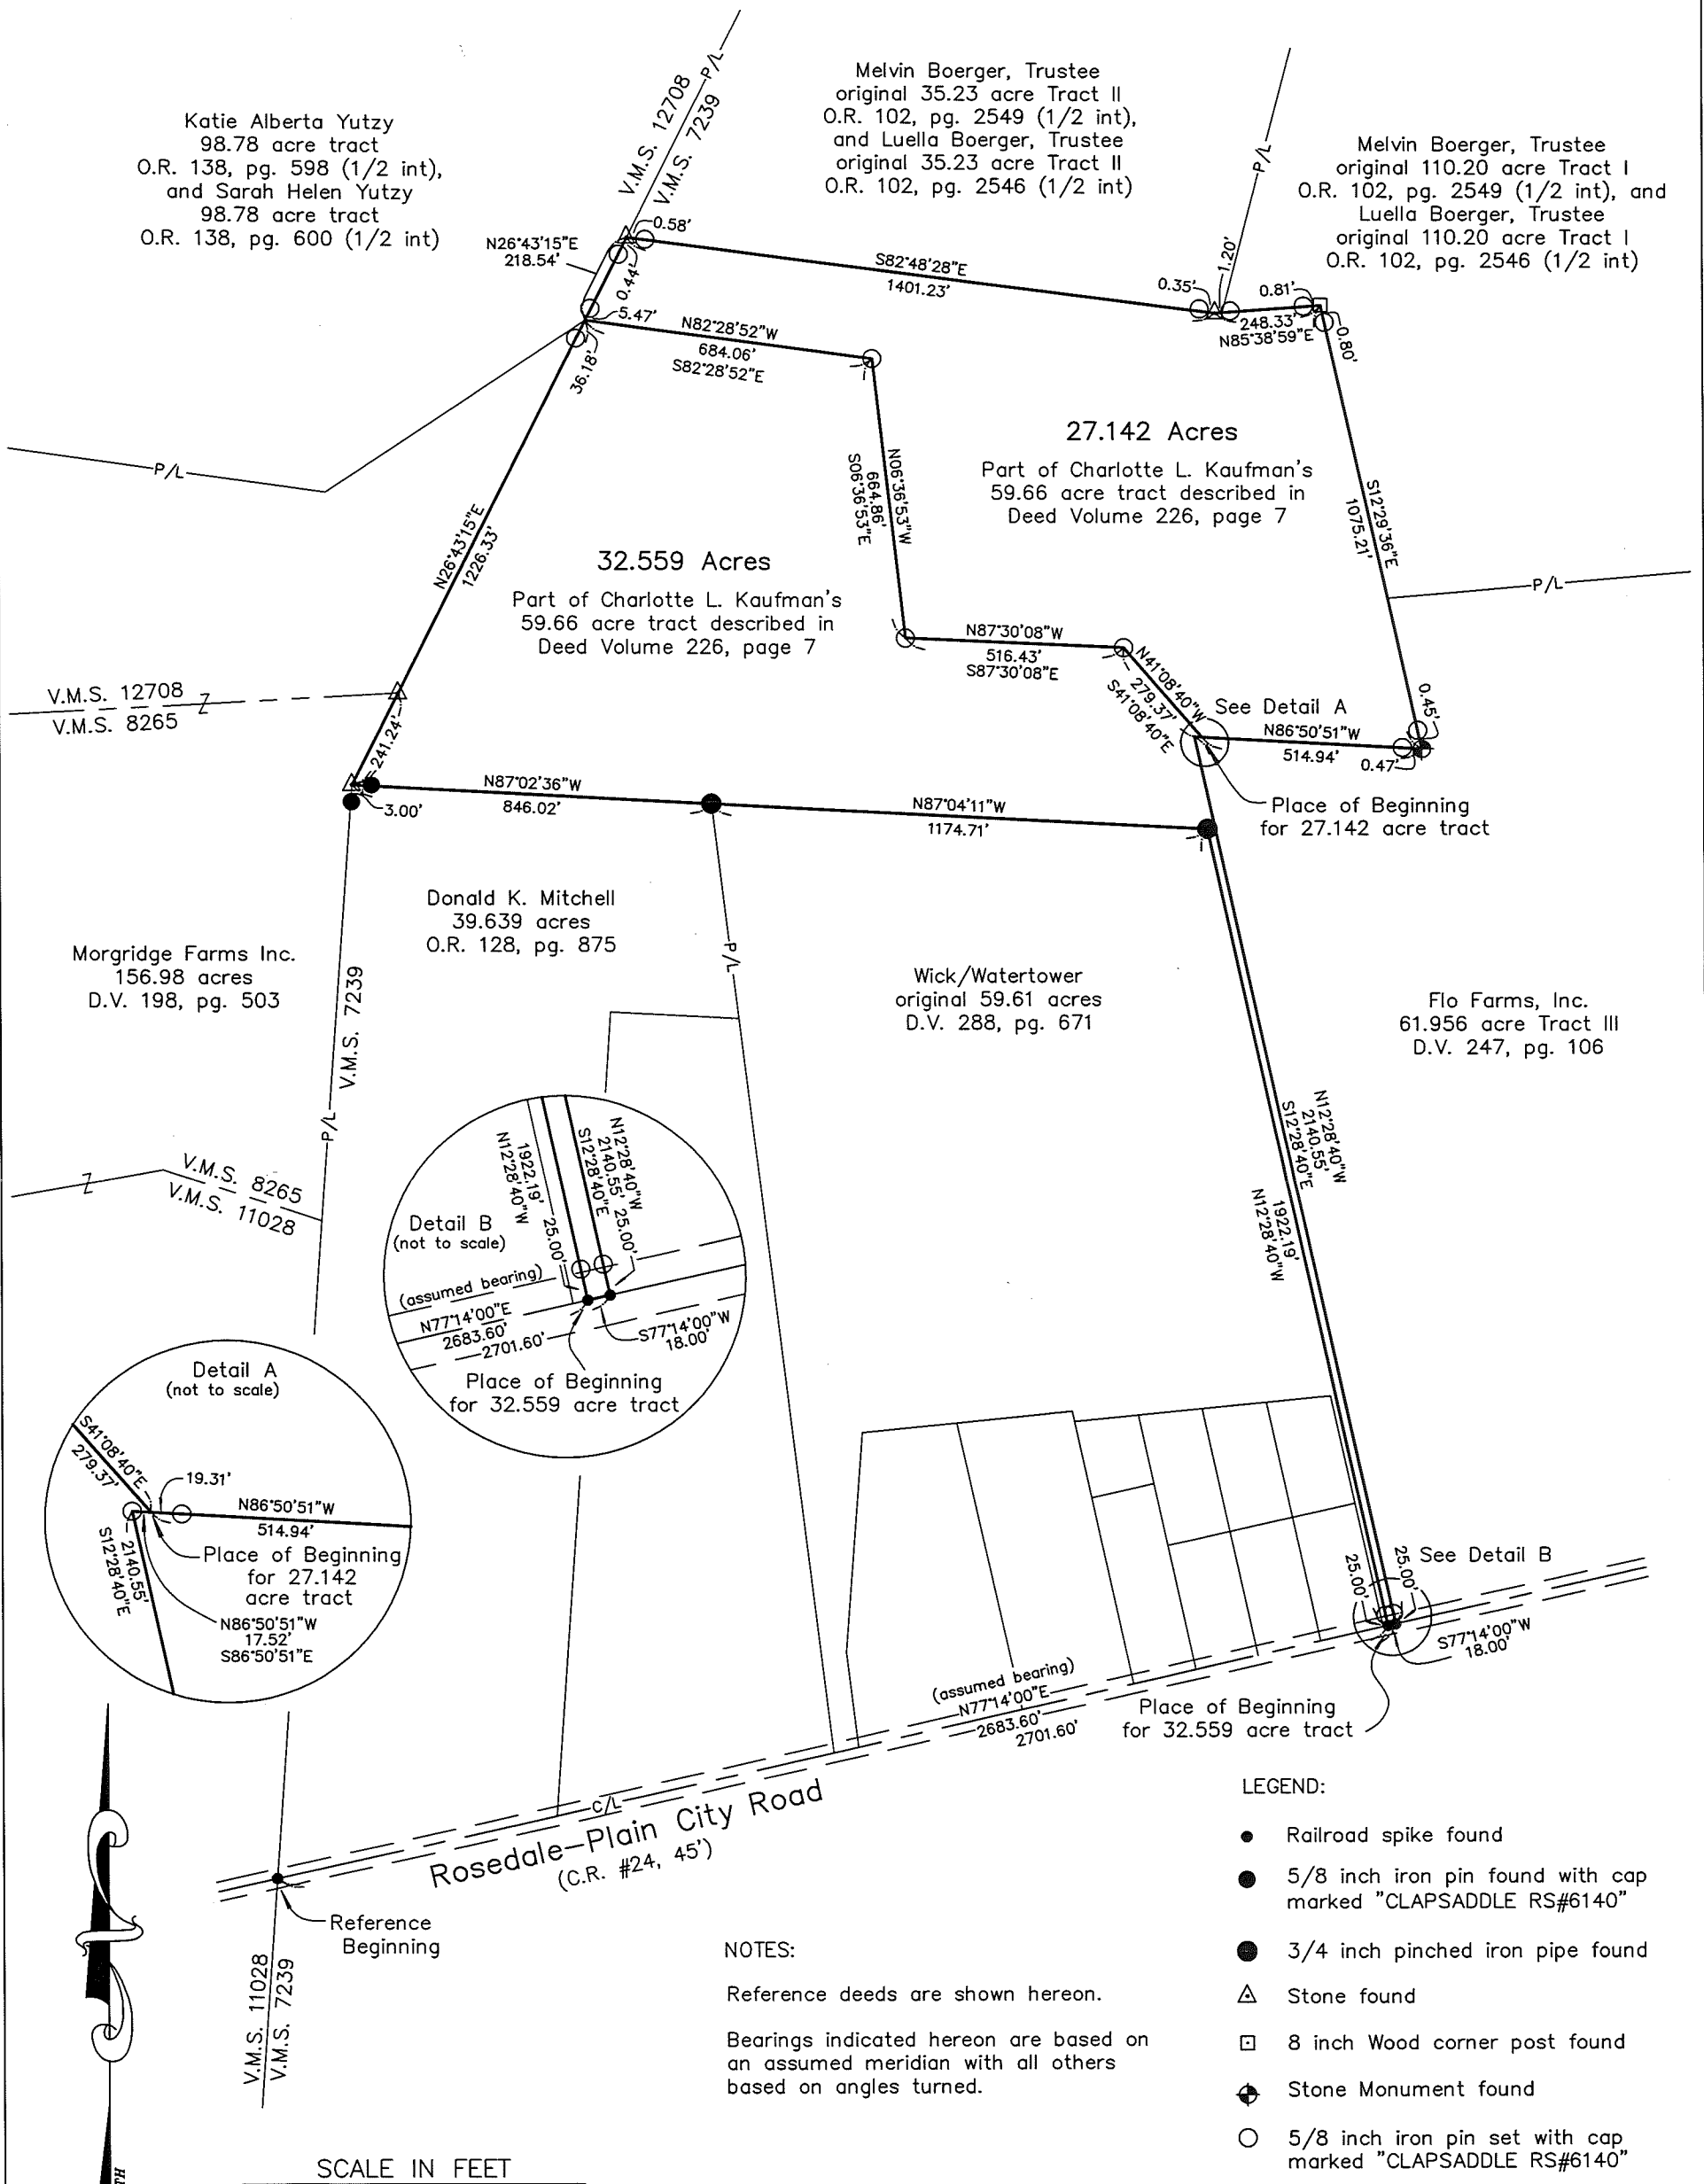 Katie Alberta Yutzy
98.78 acre tract
O.R. 138, pg. 598 (1/2 int),
and Sarah Helen Yutzy
98.78 acre tract
O.R. 138, pg. 600 (1/2 int)
V.M.S. 12708
V.M.S. 7239
P/L
Melvin Boerger, Trustee
original 35.23 acre Tract II
O.R. 102, pg. 2549 (1/2 int),
and Luella Boerger, Trustee
original 35.23 acre Tract II
O.R. 102, pg. 2546 (1/2 int)
P/L
Melvin Boerger, Trustee
original 110.20 acre Tract I
O.R. 102, pg. 2549 (1/2 int), and
Luella Boerger, Trustee
original 110.20 acre Tract I
O.R. 102, pg. 2546 (1/2 int)
N26°43'15"E
218.54'
0.58'
0.44'
5.47'
36.18'
S82°48'28"E
1401.23'
0.35'
1.20'
0.81'
248.33'
N85°38'59"E
0.80'
N82°28'52"W
684.06'
S82°28'52"E
P/L
27.142 Acres
Part of Charlotte L. Kaufman's
59.66 acre tract described in
Deed Volume 226, page 7
N06°36'53"W
664.86'
S06°36'53"E
S12°29'36"E
1075.21'
P/L
N26°43'15"E
1226.33'
32.559 Acres
Part of Charlotte L. Kaufman's
59.66 acre tract described in
Deed Volume 226, page 7
N87°30'08"W
516.43'
S87°30'08"E
N41°08'40"W
279.37'
S41°08'40"E
See Detail A
N86°50'51"W
514.94'
0.45'
0.47'
V.M.S. 12708
V.M.S. 8265
Z
241.24'
3.00'
N87°02'36"W
846.02'
N87°04'11"W
1174.71'
Place of Beginning
for 27.142 acre tract
Donald K. Mitchell
39.639 acres
O.R. 128, pg. 875
Morgridge Farms Inc.
156.98 acres
D.V. 198, pg. 503
V.M.S. 7239
P/L
P/L
Wick/Watertower
original 59.61 acres
D.V. 288, pg. 671
Flo Farms, Inc.
61.956 acre Tract III
D.V. 247, pg. 106
N12°28'40"W
2140.55'
S12°28'40"E
1922.19'
N12°28'40"W
Z
V.M.S. 8265
V.M.S. 11028
Detail B
(not to scale)
1922.19'
N12°28'40"W
N12°28'40"W
2140.55'
S12°28'40"E
25.00'
25.00'
(assumed bearing)
N77°14'00"E
2683.60'
2701.60'
S77°14'00"W
18.00'
Place of Beginning
for 32.559 acre tract
Detail A
(not to scale)
S41°08'40"E
279.37'
19.31'
N86°50'51"W
514.94'
2140.55'
S12°28'40"E
Place of Beginning
for 27.142
acre tract
N86°50'51"W
17.52'
S86°50'51"E
25.00'
25.00'
See Detail B
S77°14'00"W
18.00'
(assumed bearing)
N77°14'00"E
2683.60'
2701.60'
Place of Beginning
for 32.559 acre tract
C/L
Rosedale-Plain City Road
(C.R. #24, 45')
Reference
Beginning
V.M.S. 11028
V.M.S. 7239
NOTES:
Reference deeds are shown hereon.
Bearings indicated hereon are based on
an assumed meridian with all others
based on angles turned.
LEGEND:
Railroad spike found
5/8 inch iron pin found with cap
marked "CLAPSADDLE RS#6140"
3/4 inch pinched iron pipe found
Stone found
8 inch Wood corner post found
Stone Monument found
5/8 inch iron pin set with cap
marked "CLAPSADDLE RS#6140"
SCALE IN FEET